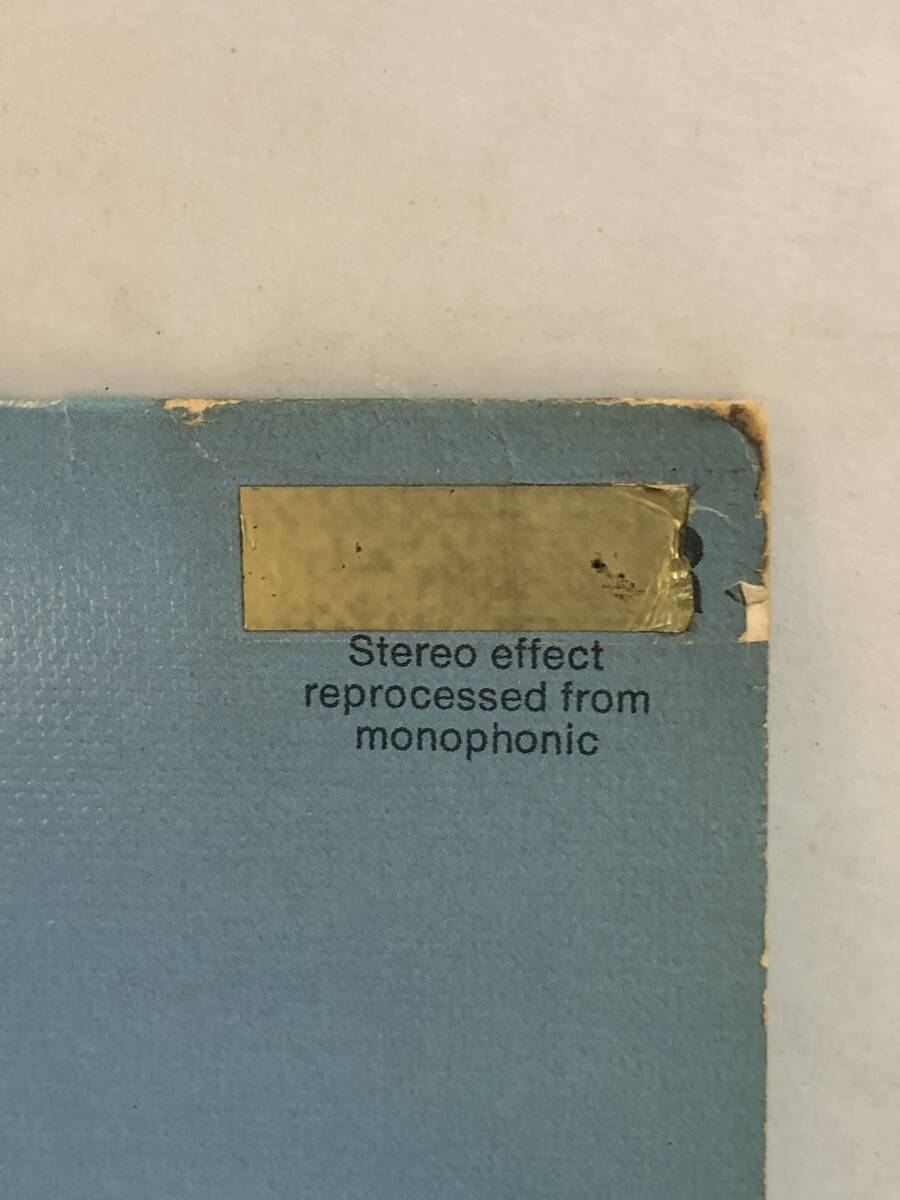 Stereo effect
reprocessed from
monophonic